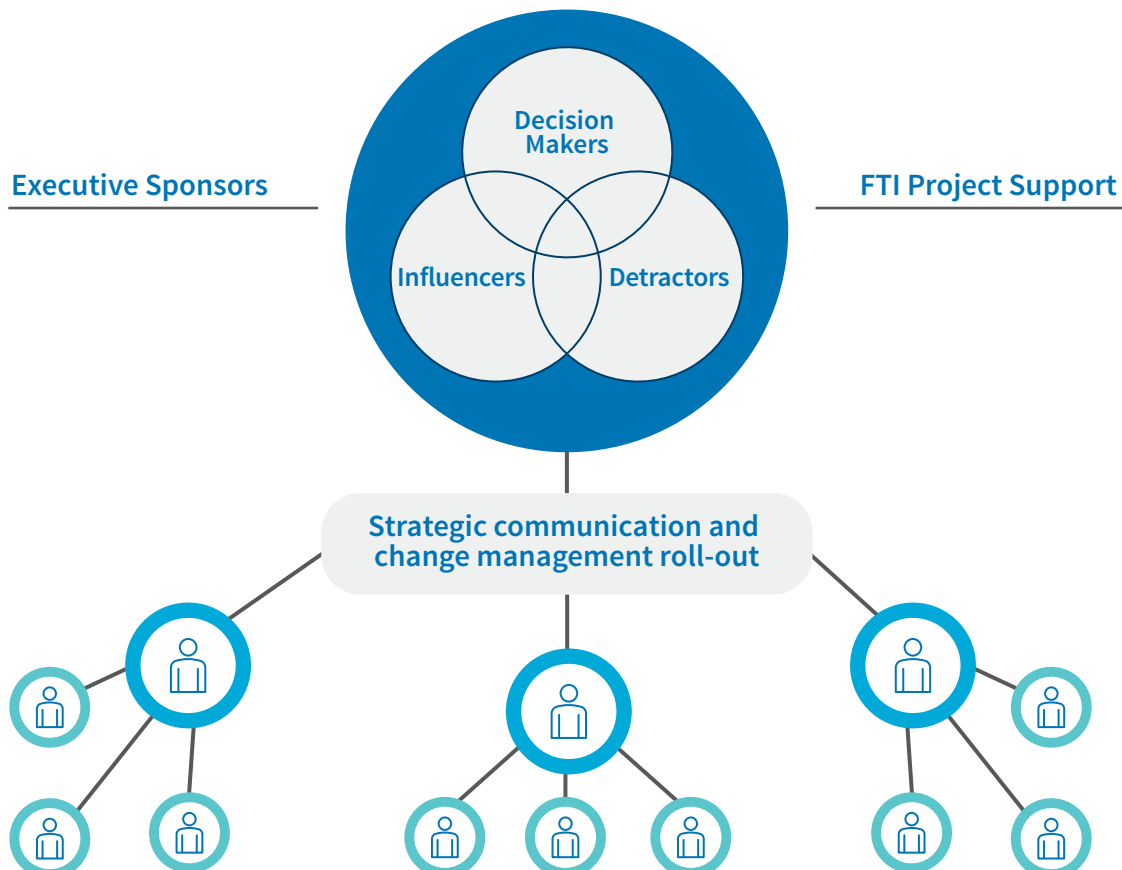 Decision
Makers
Executive Sponsors
FTI Project Support
Influencers
Detractors
Strategic communication and
change management roll-out